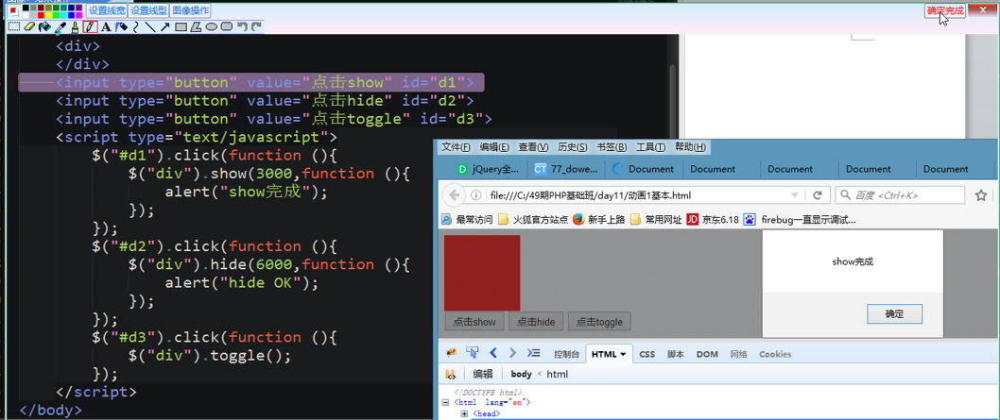 设置线宽 设置线型 图像操作
确定完成
<div>
</div>
<input type="button" value="点击show" id="d1">
<input type="button" value="点击hide" id="d2">
<input type="button" value="点击toggle" id="d3">
<script type="text/javascript">
$("#d1").click(function (){
$("div").show(3000,function (){
alert("show完成");
});
});
$("#d2").click(function (){
$("div").hide(6000,function (){
alert("hide OK");
});
});
$("#d3").click(function (){
$("div").toggle();
});
</script>
</body>
文件(F) 编辑(E) 查看(V) 历史(S) 书签(B) 工具(T) 帮助(H)
jQuery全... 77_dowe... Document Document Document Document Document
file:///C:/49期PHP基础班/day11/动画1基本.html
百度 <Ctrl+K>
最常访问 火狐官方站点 新手上路 常用网址 京东6.18 firebug一直显示调试...
show完成
确定
点击show 点击hide 点击toggle
控制台 HTML CSS 脚本 DOM 网络 Cookies
编辑 body < html
<!DOCTYPE html>
<html lang="en">
<head>